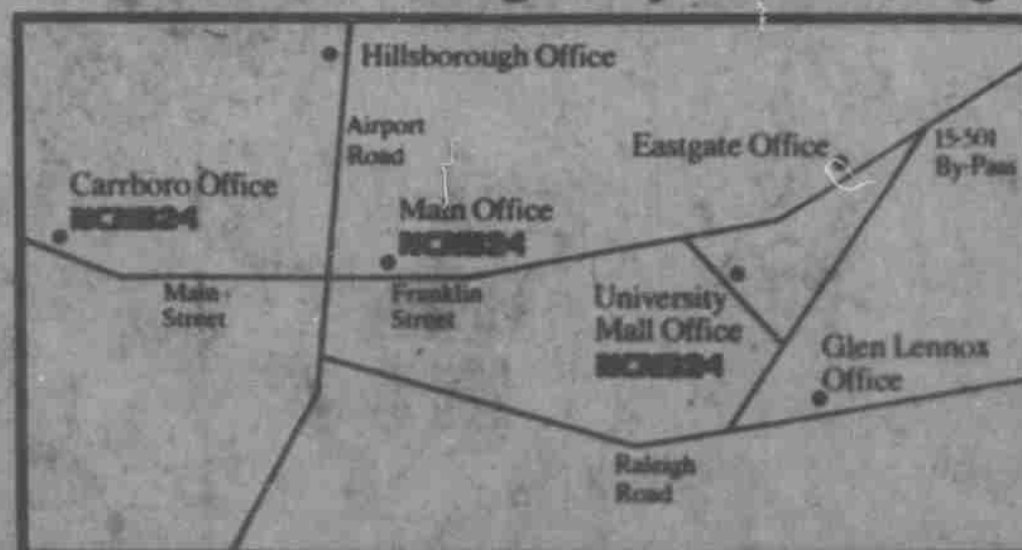 Hillsborough Office
Airport
Road
Eastgate Office
15-501
By-Pass
Carrboro Office
NCNB24
Main Office
NCNB24
Main
Street
Franklin
Street
University
Mall Office
NCNB24
Glen Lennox
Office
Raleigh
Road